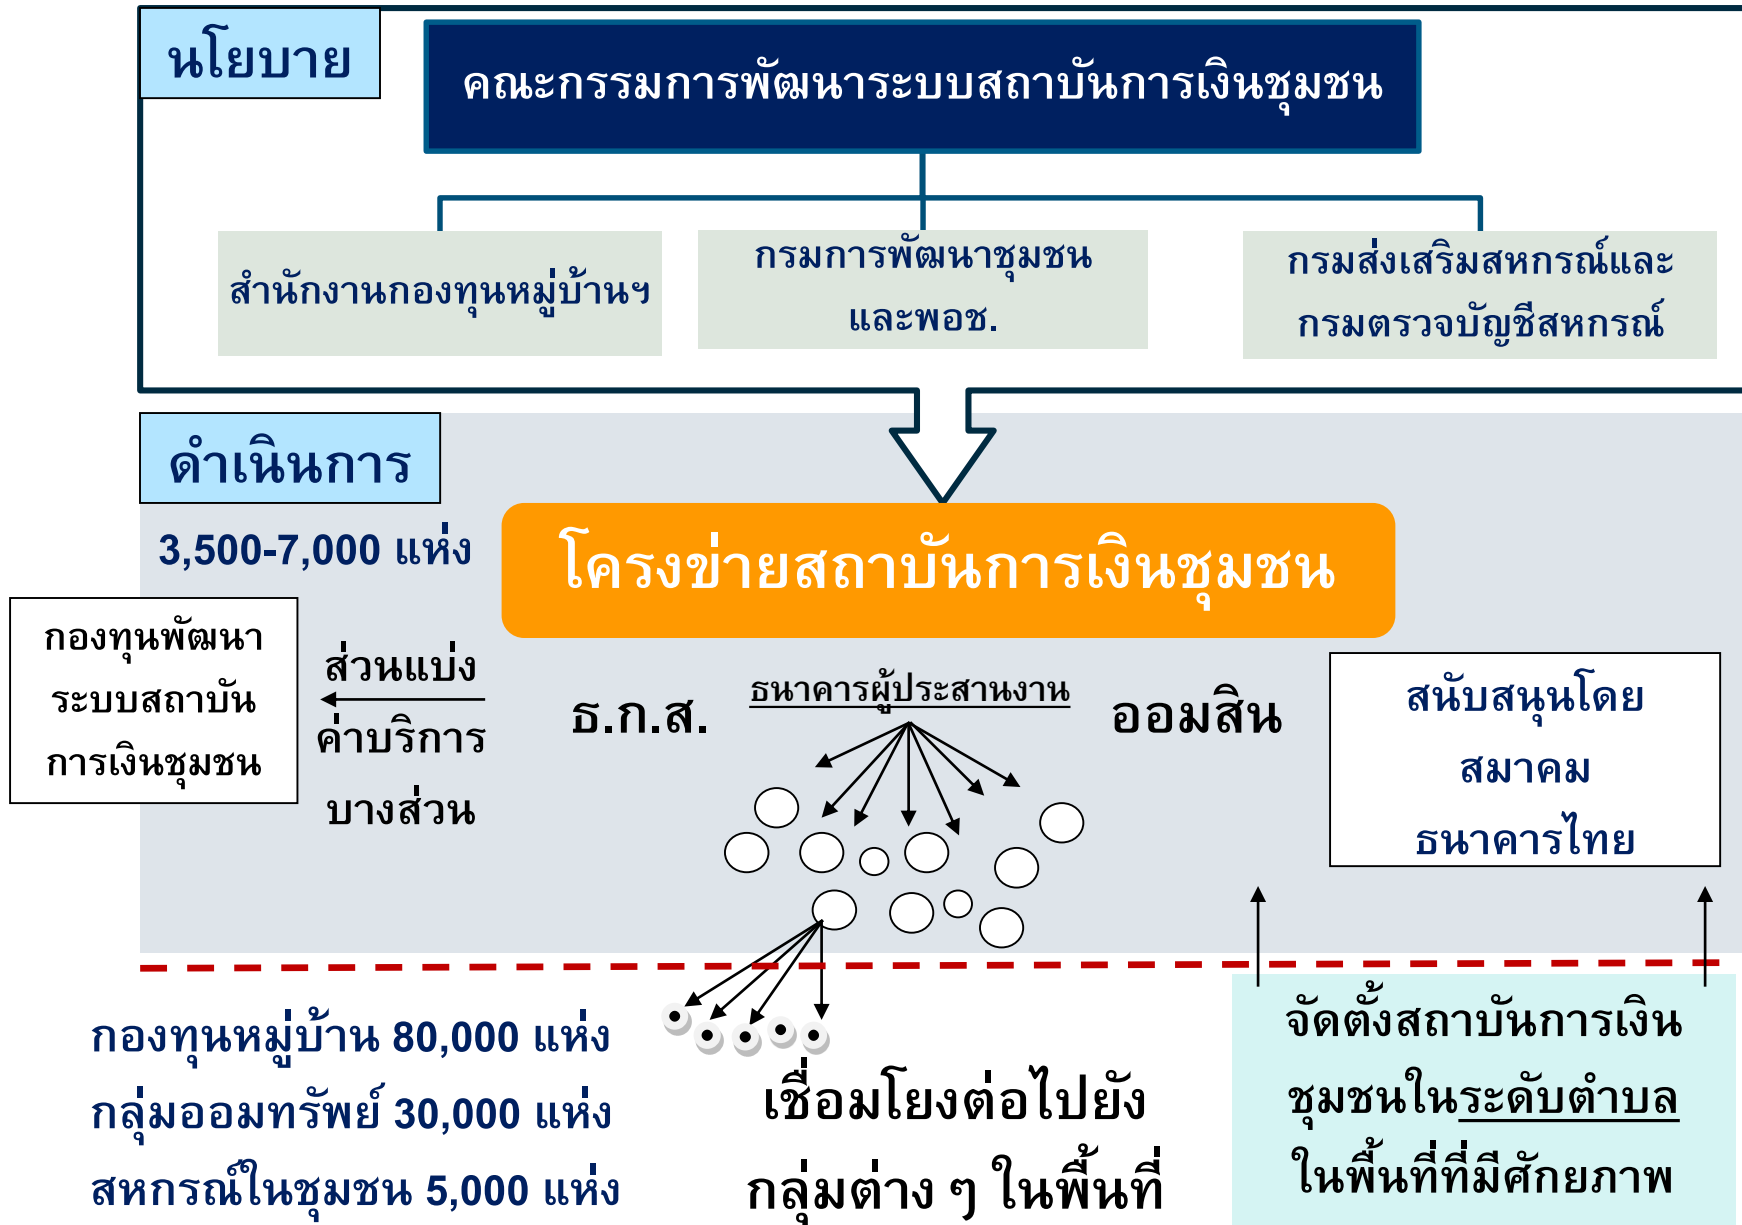 นโยบาย
คณะกรรมการพัฒนาระบบสถาบันการเงินชุมชน
สำนักงานกองทุนหมู่บ้านฯ
กรมการพัฒนาชุมชน
และพอช.
กรมส่งเสริมสหกรณ์และ
กรมตรวจบัญชีสหกรณ์
ดำเนินการ
3,500-7,000 แห่ง
โครงข่ายสถาบันการเงินชุมชน
กองทุนพัฒนา
ระบบสถาบัน
การเงินชุมชน
ส่วนแบ่ง
ค่าบริการ
บางส่วน
ธ.ก.ส.
ธนาคารผู้ประสานงาน
ออมสิน
สนับสนุนโดย
สมาคม
ธนาคารไทย
กองทุนหมู่บ้าน 80,000 แห่ง
กลุ่มออมทรัพย์ 30,000 แห่ง
สหกรณ์ในชุมชน 5,000 แห่ง
เชื่อมโยงต่อไปยัง
กลุ่มต่าง ๆ ในพื้นที่
จัดตั้งสถาบันการเงิน
ชุมชนในระดับตำบล
ในพื้นที่ที่มีศักยภาพ